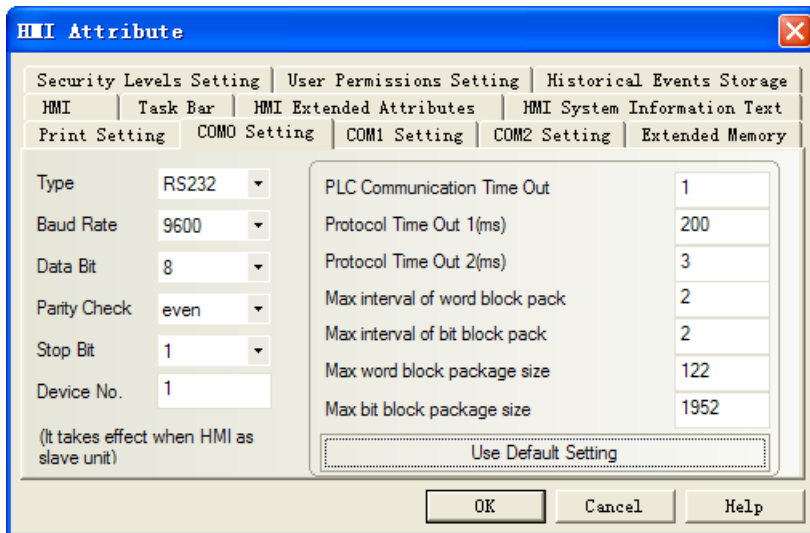 HMI Attribute
Security Levels Setting User Permissions Setting Historical Events Storage
HMI Task Bar HMI Extended Attributes HMI System Information Text
Print Setting COM0 Setting COM1 Setting COM2 Setting Extended Memory
Type RS232
Baud Rate 9600
Data Bit 8
Parity Check even
Stop Bit 1
Device No. 1
(It takes effect when HMI as
slave unit)
PLC Communication Time Out 1
Protocol Time Out 1(ms) 200
Protocol Time Out 2(ms) 3
Max interval of word block pack 2
Max interval of bit block pack 2
Max word block package size 122
Max bit block package size 1952
Use Default Setting
OK Cancel Help